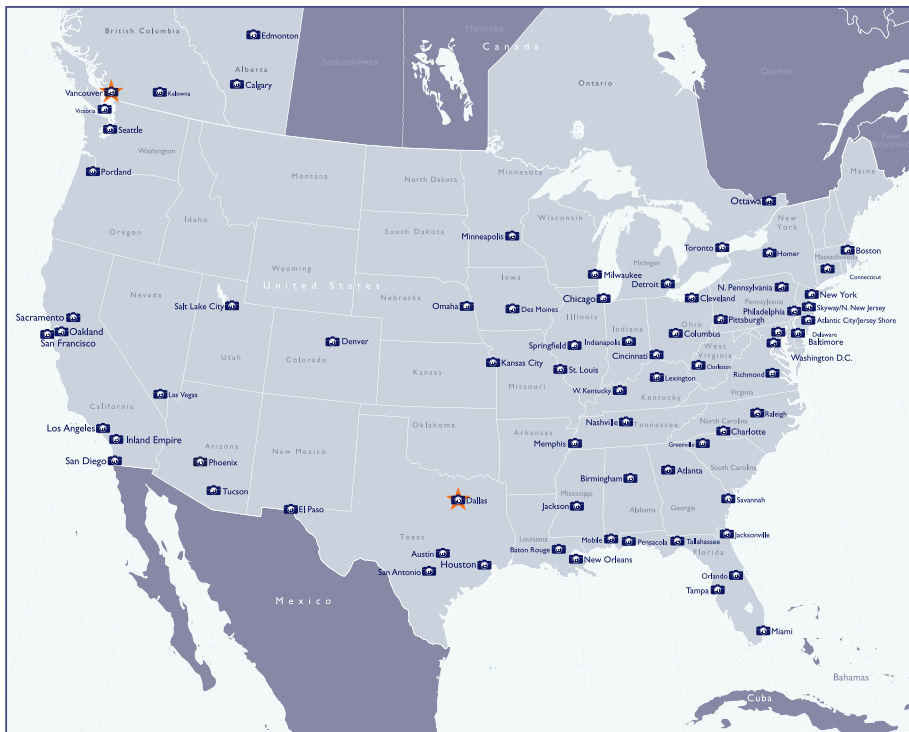 British Columbia
Edmonton
Manitoba
Canada
Saskatchewan
Alberta
Quebec
Calgary
Ontario
Vancouver
Kelowna
Victoria
Seattle
New
Brunswick
Washington
Portland
Maine
Minnesota
Montana
North Dakota
Ottawa
Idaho
Wisconsin
New
York
Oregon
South Dakota
Minneapolis
Toronto
Homer
Boston
Massachusetts
Michigan
Wyoming
Iowa
Milwaukee
Detroit
Connecticut
United States
N. Pennsylvania
Nevada
Nebraska
Chicago
Cleveland
New York
Pennsylvania
Salt Lake City
Omaha
Des Moines
Skyway/N. New Jersey
Philadelphia
Sacramento
Illinois
Pittsburgh
Atlantic City/Jersey Shore
Oakland
Indiana
Ohio
Columbus
Delaware
San Francisco
Denver
Springfield
Indianapolis
Baltimore
Utah
Colorado
West
Virginia
Cincinnati
Washington D.C.
Kansas City
Charleston
Kansas
St. Louis
Lexington
Richmond
Missouri
W. Kentucky
Kentucky
Virginia
Las Vegas
California
Raleigh
Oklahoma
Nashville
Tennessee
North Carolina
Los Angeles
Charlotte
Inland Empire
Arkansas
Memphis
Greenville
Arizona
New Mexico
San Diego
Phoenix
Atlanta
South Carolina
Birmingham
Tucson
Mississippi
Dallas
Savannah
El Paso
Jackson
Alabama
Georgia
Texas
Louisiana
Mobile
Pensacola
Tallahassee
Jacksonville
Austin
Baton Rouge
Florida
Houston
New Orleans
San Antonio
Orlando
Tampa
Mexico
Miami
Bahamas
Cuba